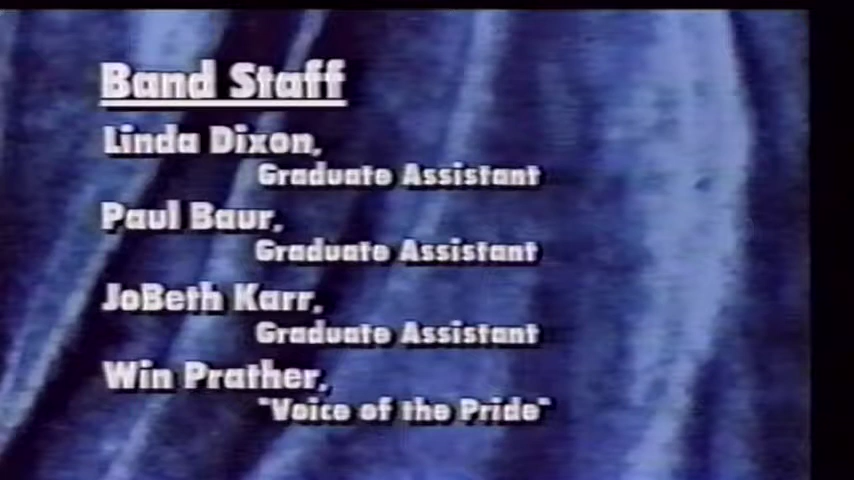 Band Staff
Linda Dixon,
Graduate Assistant
Paul Baur,
Graduate Assistant
JoBeth Karr,
Graduate Assistant
Win Prather,
"Voice of the Pride"